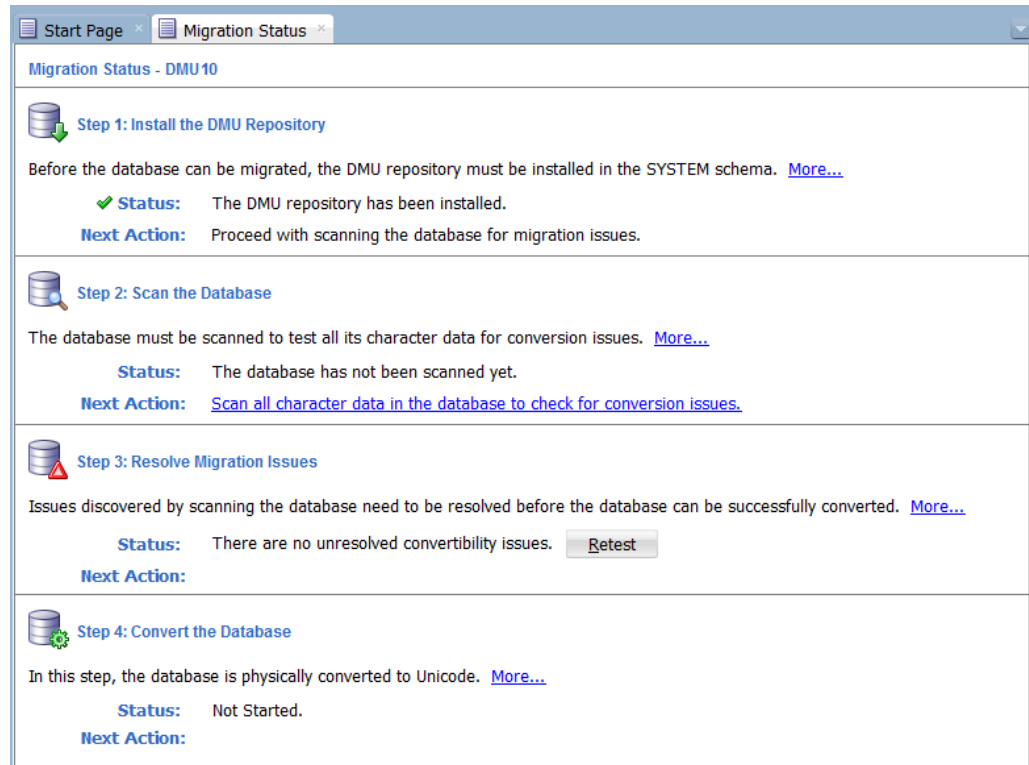 Start Page Migration Status
Migration Status - DMU10
Step 1: Install the DMU Repository
Before the database can be migrated, the DMU repository must be installed in the SYSTEM schema. More...
Status: The DMU repository has been installed.
Next Action: Proceed with scanning the database for migration issues.
Step 2: Scan the Database
The database must be scanned to test all its character data for conversion issues. More...
Status: The database has not been scanned yet.
Next Action: Scan all character data in the database to check for conversion issues.
Step 3: Resolve Migration Issues
Issues discovered by scanning the database need to be resolved before the database can be successfully converted. More...
Status: There are no unresolved convertibility issues. Retest
Next Action:
Step 4: Convert the Database
In this step, the database is physically converted to Unicode. More...
Status: Not Started.
Next Action: